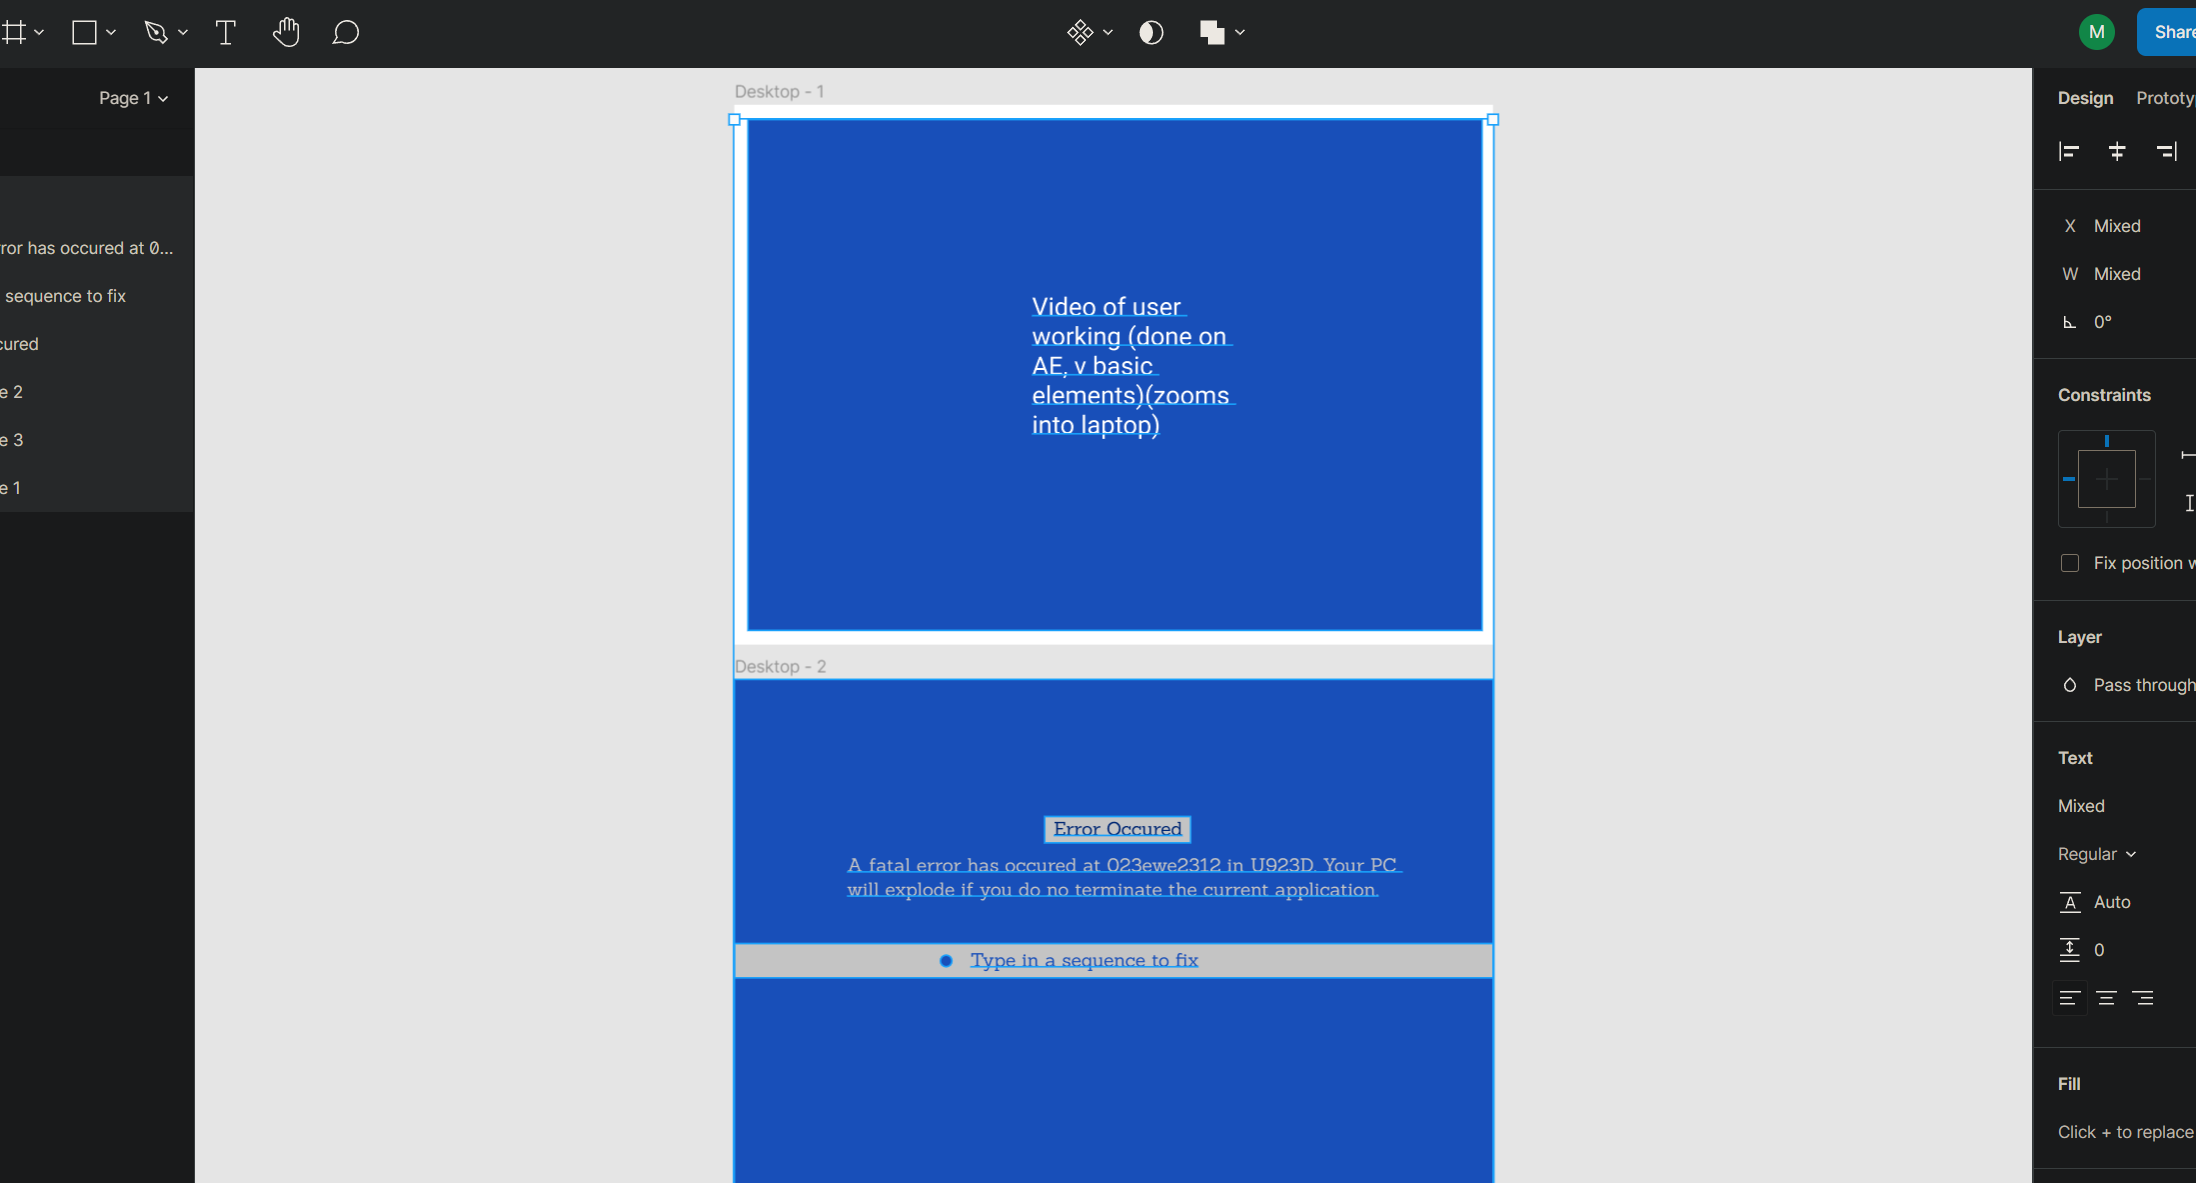 M
Share
Page 1
Design
Prototy
ror has occured at 0...
sequence to fix
cured
e 2
e 3
e 1
Desktop - 1
Video of user
working (done on
AE, v basic
elements)(zooms
into laptop)
Desktop - 2
Error Occured
A fatal error has occured at 023ewe2312 in U923D. Your PC
will explode if you do no terminate the current application.
Type in a sequence to fix
X Mixed
W Mixed
0°
Constraints
Fix position w
Layer
Pass through
Text
Mixed
Regular
A Auto
0
Fill
Click + to replace